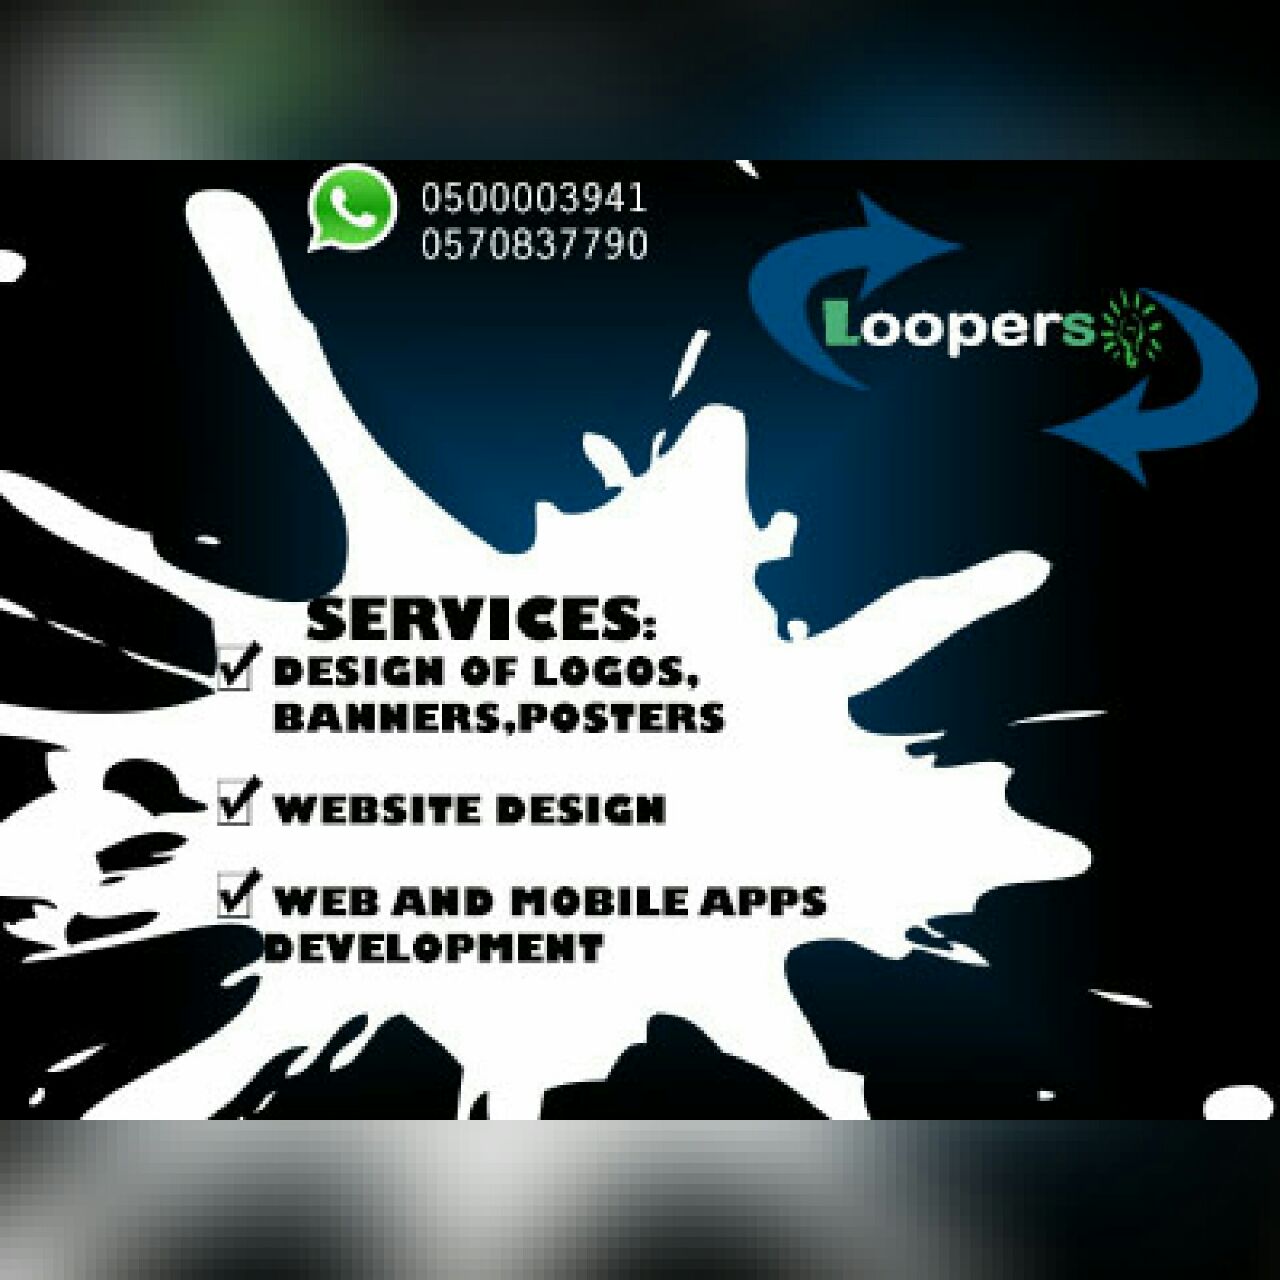 0500003941
0570837790
Loopers
SERVICES:
DESIGN OF LOGOS,
BANNERS,POSTERS
WEBSITE DESIGN
WEB AND MOBILE APPS
DEVELOPMENT